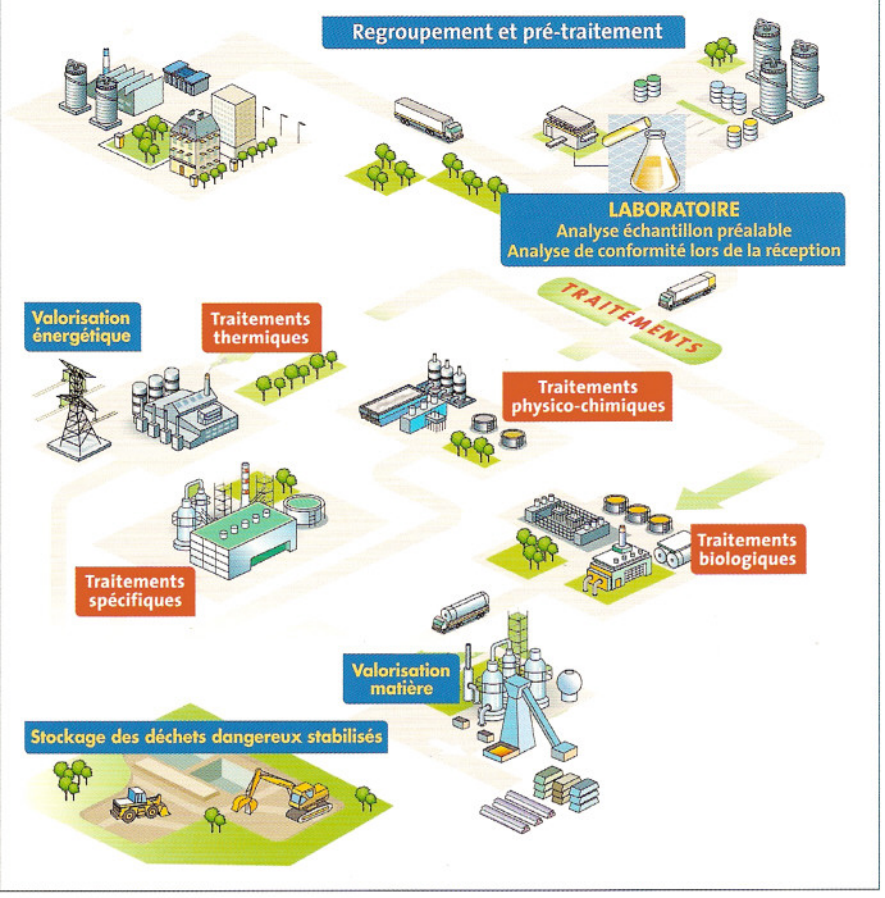 Regroupement et pré-traitement
LABORATOIRE
Analyse échantillon préalable
Analyse de conformité lors de la réception
TRAITEMENTS
Valorisation
énergétique
Traitements
thermiques
Traitements
physico-chimiques
Traitements
biologiques
Traitements
spécifiques
Valorisation
matière
Stockage des déchets dangereux stabilisés